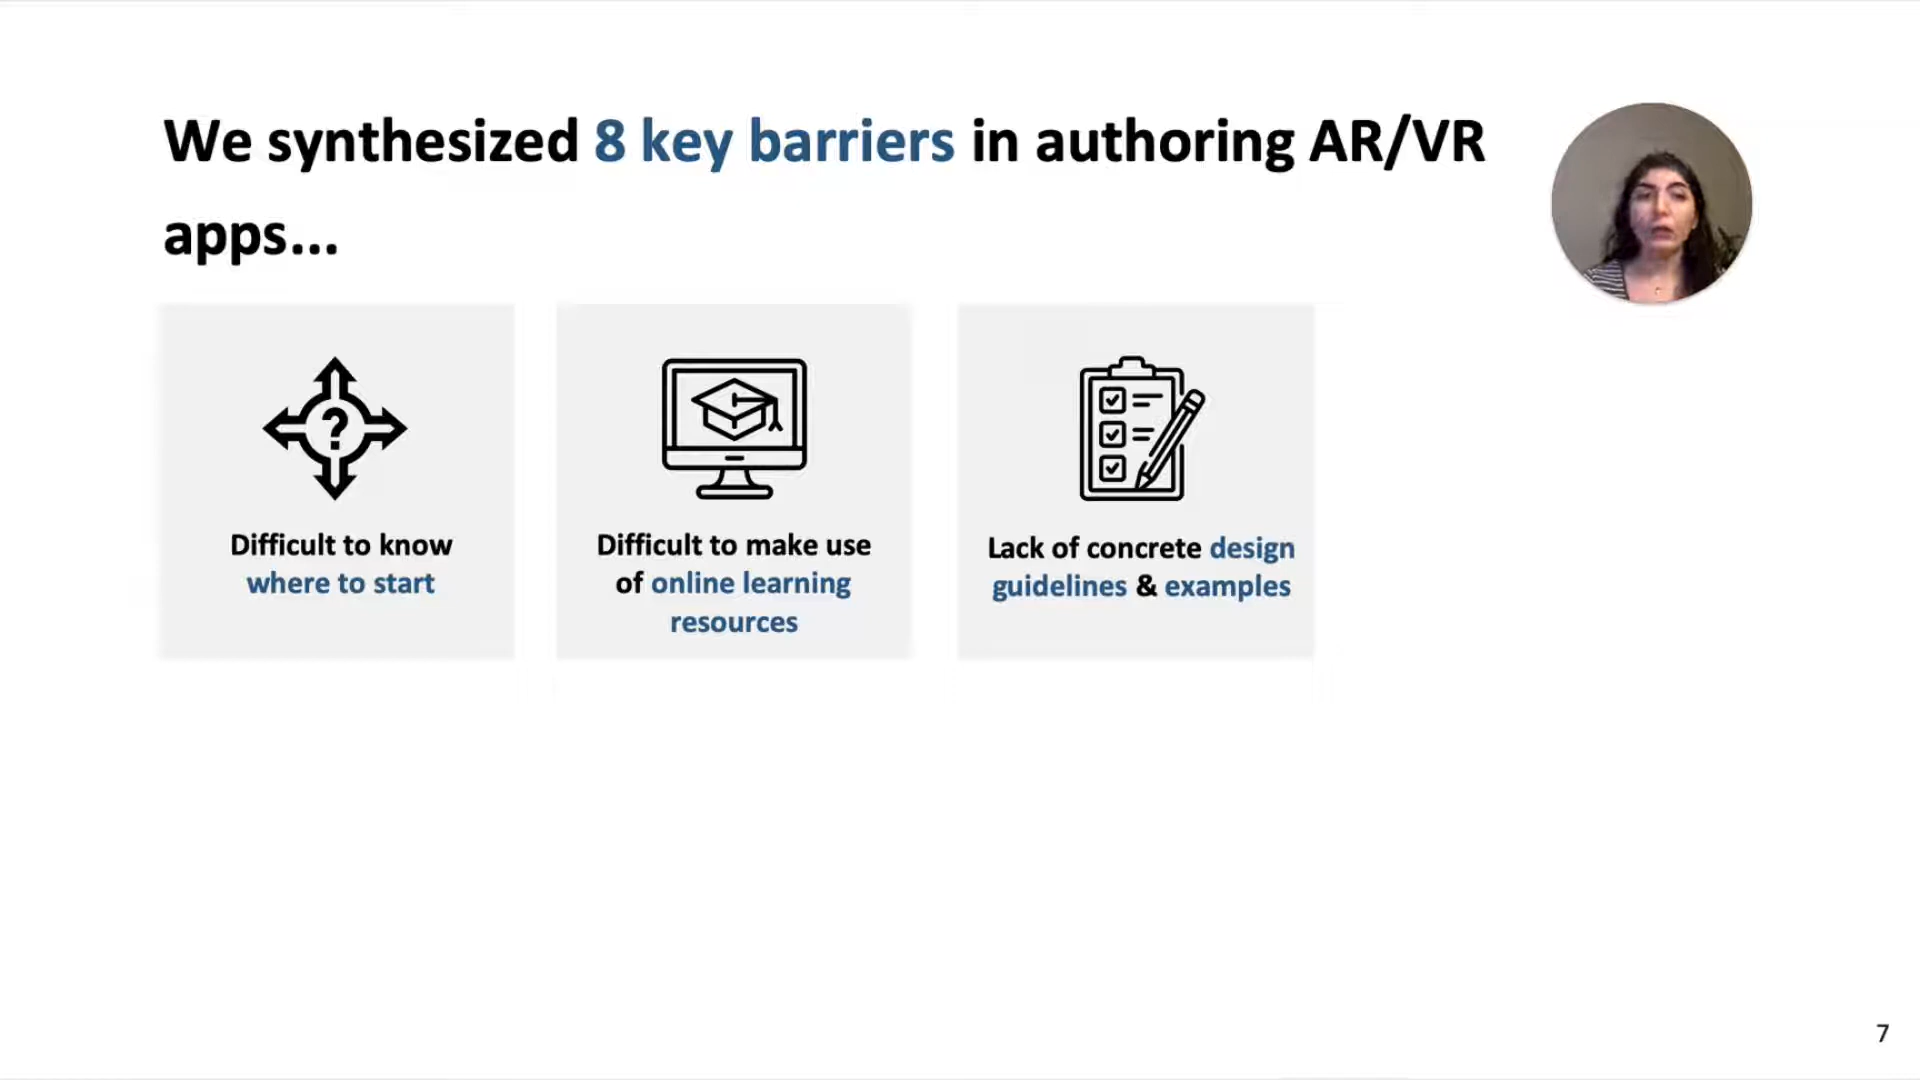 We synthesized 8 key barriers in authoring AR/VR
apps...
?
Difficult to know
where to start
Difficult to make use
of online learning
resources
Lack of concrete design
guidelines & examples
7